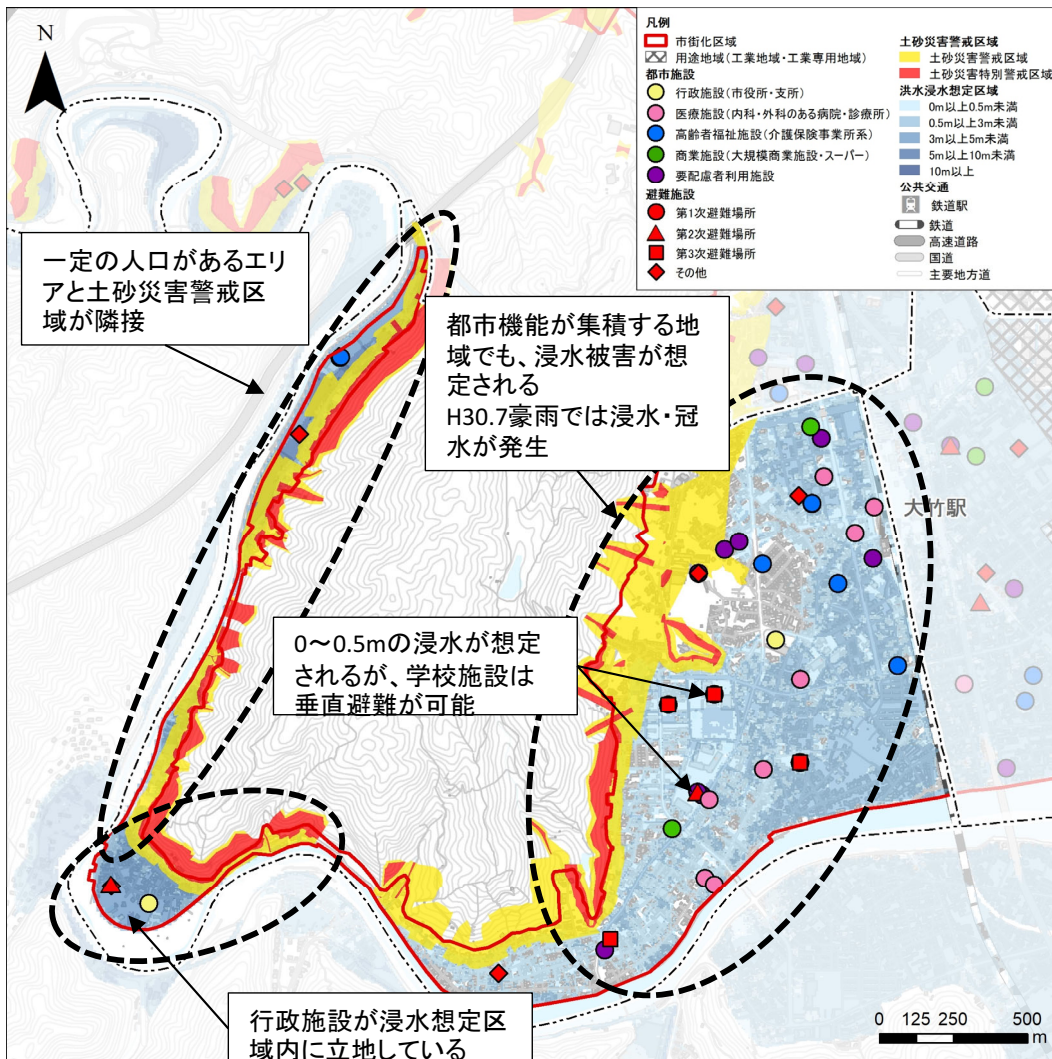 N
凡例
市街化区域
用途地域(工業地域・工業専用地域)
都市施設
行政施設(市役所・支所)
医療施設(内科・外科のある病院・診療所)
高齢者福祉施設(介護保険事業所系)
商業施設(大規模商業施設・スーパー)
要配慮者利用施設
避難施設
第1次避難場所
第2次避難場所
第3次避難場所
その他
土砂災害警戒区域
土砂災害警戒区域
土砂災害特別警戒区域
洪水浸水想定区域
0m以上0.5m未満
0.5m以上3m未満
3m以上5m未満
5m以上10m未満
10m以上
公共交通
鉄道駅
鉄道
高速道路
国道
主要地方道
一定の人口があるエリ
アと土砂災害警戒区
域が隣接
都市機能が集積する地
域でも、浸水被害が想
定される
H30.7豪雨では浸水・冠
水が発生
大竹駅
0～0.5mの浸水が想定
されるが、学校施設は
垂直避難が可能
行政施設が浸水想定区
域内に立地している
0 125 250 500
m